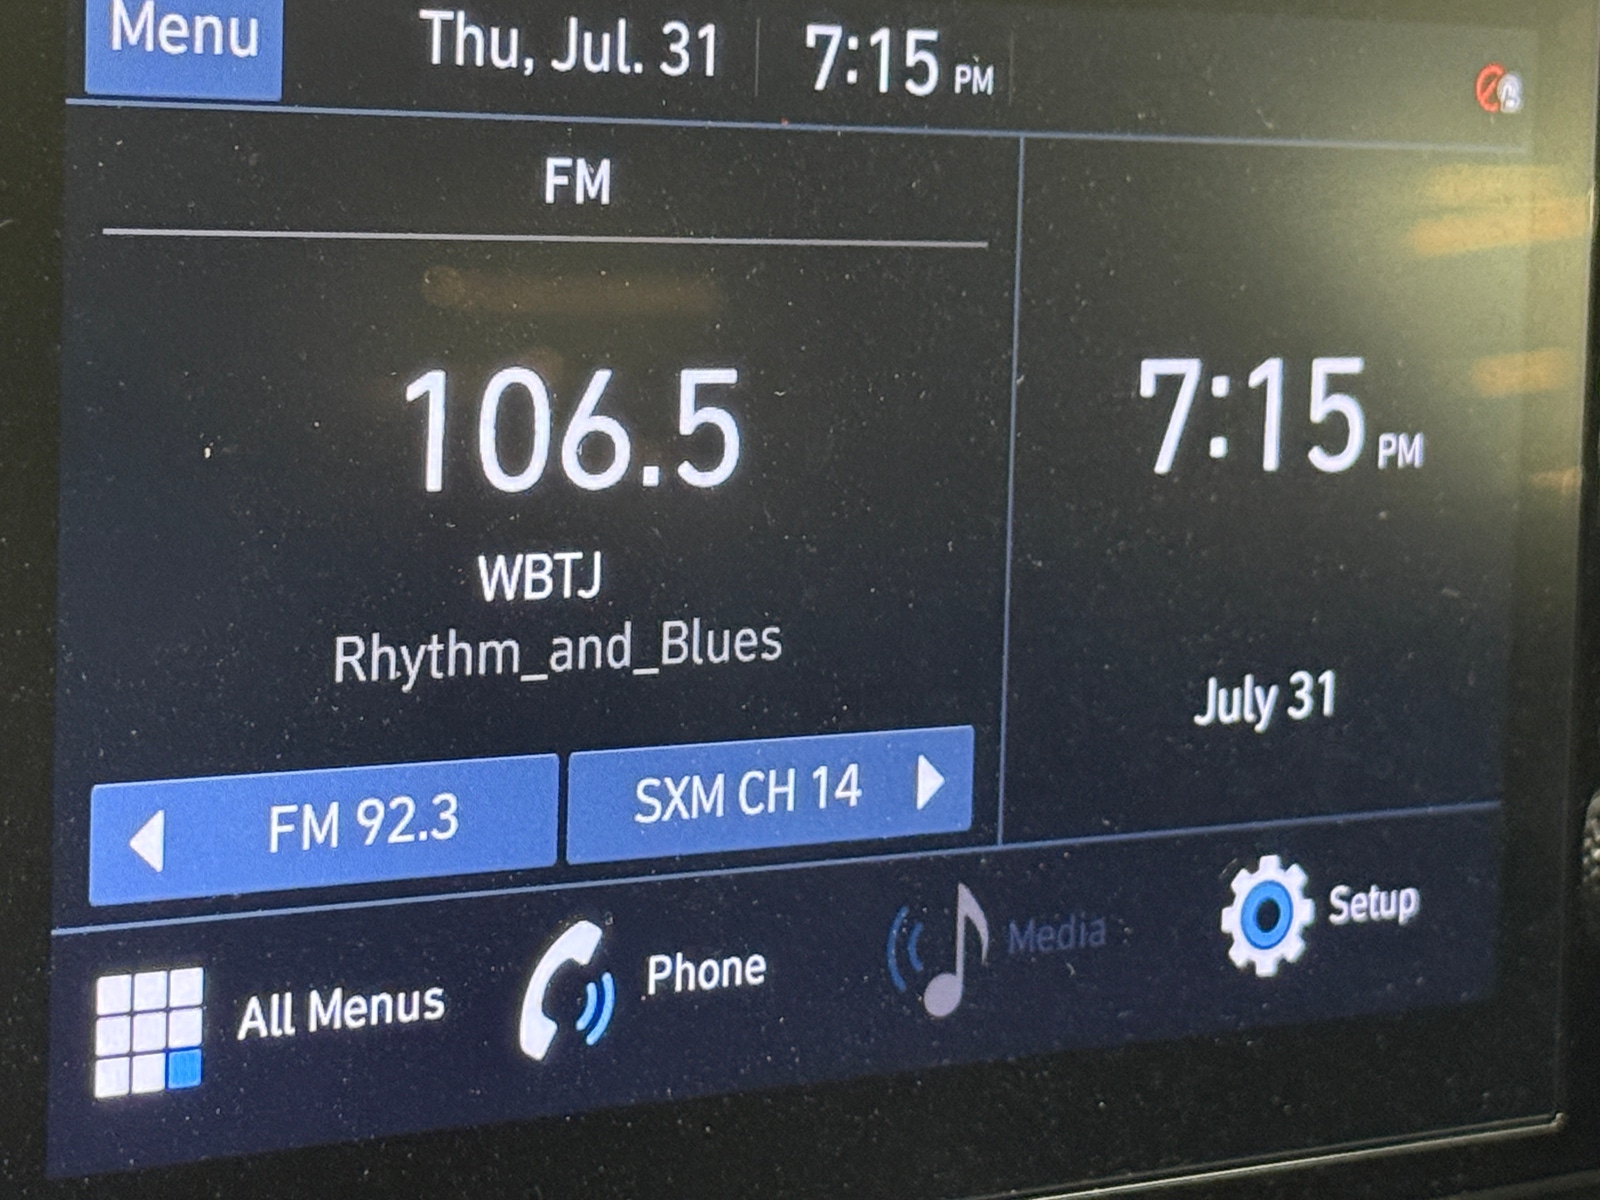 Menu
Thu, Jul. 31
7:15 PM
FM
106.5
WBTJ
Rhythm_and_Blues
7:15 PM
July 31
FM 92.3
SXM CH 14
All Menus
Phone
Media
Setup